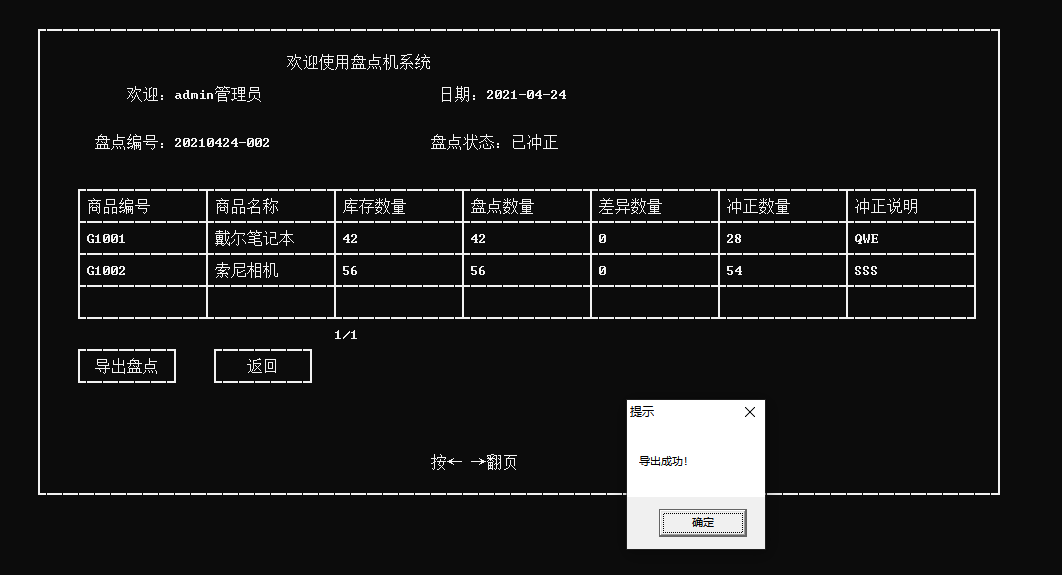 欢迎使用盘点机系统
欢迎：admin管理员 日期：2021-04-24
盘点编号：20210424-002 盘点状态：已冲正
商品编号 商品名称 库存数量 盘点数量 差异数量 冲正数量 冲正说明
G1001 戴尔笔记本 42 42 0 28 QWE
G1002 索尼相机 56 56 0 54 SSS
1/1
导出盘点 返回
按← →翻页
提示
导出成功！
确定